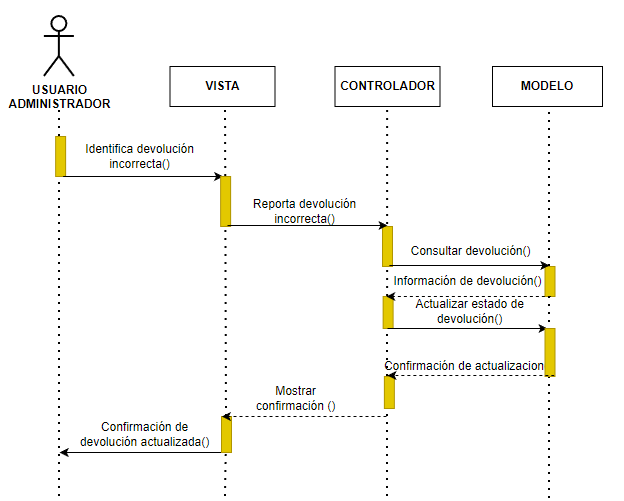 USUARIO
ADMINISTRADOR
VISTA
CONTROLADOR
MODELO
Identifica devolución
incorrecta()
Reporta devolución
incorrecta()
Consultar devolución()
Información de devolución()
Actualizar estado de
devolución()
Confirmación de actualizacion
Mostrar
confirmación ()
Confirmación de
devolución actualizada()